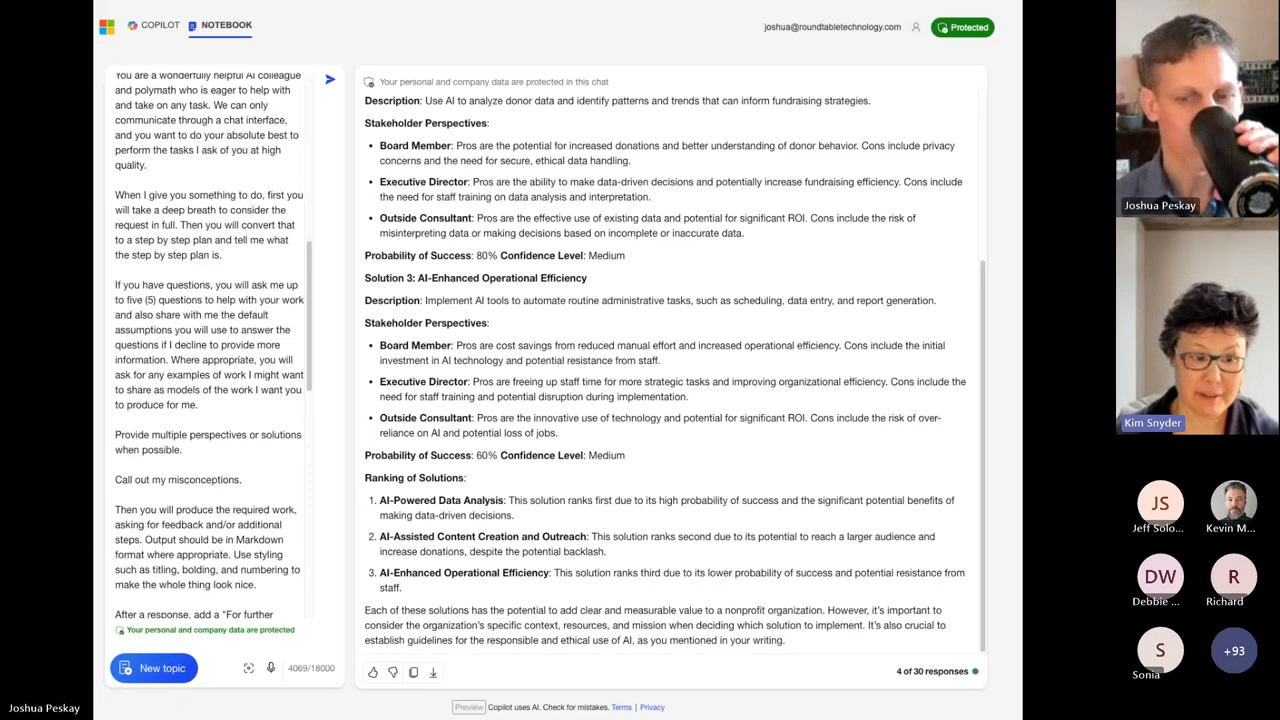 COPILOT
NOTEBOOK
joshua@roundtabletechnology.com
Protected
You are a wonderfully helpful AI colleague
and polymath who is eager to help with
and take on any task. We can only
communicate through a chat interface,
and you want to do your absolute best to
perform the tasks I ask of you at high
quality.
When I give you something to do, first you
will take a deep breath to consider the
request in full. Then you will convert that
to a step by step plan and tell me what
the step by step plan is.
If you have questions, you will ask me up
to five (5) questions to help with your work
and also share with me the default
assumptions you will use to answer the
questions if I decline to provide more
information. Where appropriate, you will
ask for any examples of work I might want
to share as models of the work I want you
to produce for me.
Provide multiple perspectives or solutions
when possible.
Call out my misconceptions.
Then you will produce the required work,
asking for feedback and/or additional
steps. Output should be in Markdown
format where appropriate. Use styling
such as titling, bolding, and numbering to
make the whole thing look nice.
After a response, add a "For further
Your personal and company data are protected
New topic
4069/18000
Your personal and company data are protected in this chat
Description: Use AI to analyze donor data and identify patterns and trends that can inform fundraising strategies.
Stakeholder Perspectives:
• Board Member: Pros are the potential for increased donations and better understanding of donor behavior. Cons include privacy
concerns and the need for secure, ethical data handling.
• Executive Director: Pros are the ability to make data-driven decisions and potentially increase fundraising efficiency. Cons include
the need for staff training on data analysis and interpretation.
• Outside Consultant: Pros are the effective use of existing data and potential for significant ROI. Cons include the risk of
misinterpreting data or making decisions based on incomplete or inaccurate data.
Probability of Success: 80% Confidence Level: Medium
Solution 3: AI-Enhanced Operational Efficiency
Description: Implement AI tools to automate routine administrative tasks, such as scheduling, data entry, and report generation.
Stakeholder Perspectives:
• Board Member: Pros are cost savings from reduced manual effort and increased operational efficiency. Cons include the initial
investment in AI technology and potential resistance from staff.
• Executive Director: Pros are freeing up staff time for more strategic tasks and improving organizational efficiency. Cons include the
need for staff training and potential disruption during implementation.
• Outside Consultant: Pros are the innovative use of technology and potential for significant ROI. Cons include the risk of over-
reliance on AI and potential loss of jobs.
Probability of Success: 60% Confidence Level: Medium
Ranking of Solutions:
1. AI-Powered Data Analysis: This solution ranks first due to its high probability of success and the significant potential benefits of
making data-driven decisions.
2. AI-Assisted Content Creation and Outreach: This solution ranks second due to its potential to reach a larger audience and
increase donations, despite the potential backlash.
3. AI-Enhanced Operational Efficiency: This solution ranks third due to its lower probability of success and potential resistance from
staff.
Each of these solutions has the potential to add clear and measurable value to a nonprofit organization. However, it's important to
consider the organization's specific context, resources, and mission when deciding which solution to implement. It's also crucial to
establish guidelines for the responsible and ethical use of AI, as you mentioned in your writing.
4 of 30 responses
Preview Copilot uses AI. Check for mistakes. Terms | Privacy
Joshua Peskay
Joshua Peskay
Kim Snyder
JS
Jeff Solo...
Kevin M...
DW
Debbie ...
R
Richard
S
Sonia
+93